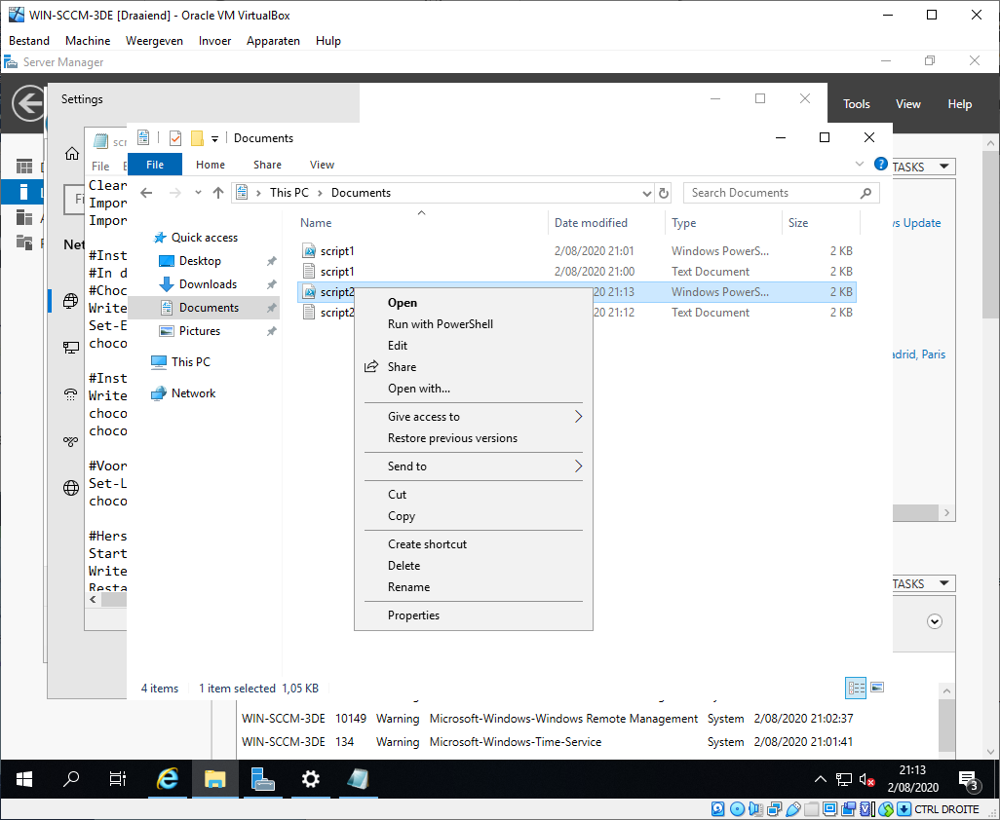 WIN-SCCM-3DE [Draaiend] - Oracle VM VirtualBox
Bestand Machine Weergeven Invoer Apparaten Hulp
Server Manager
Tools View Help
Settings
Documents
File
File Home Share View
This PC Documents
Search Documents
TASKS
Clear
Impor
Impor
#Inst
#In d
#Choc
Write
Set-E
choco
#Inst
Write
choco
choco
#Voor
Set-L
choco
#Hers
Start
Write
Resta
Net
Quick access
Desktop
Downloads
Documents
Pictures
This PC
Network
Name Date modified Type Size
script1 2/08/2020 21:01 Windows PowerS... 2 KB
script1 2/08/2020 21:00 Text Document 2 KB
script2 20 21:13 Windows PowerS... 2 KB
script2 20 21:12 Text Document 2 KB
Open
Run with PowerShell
Edit
Share
Open with...
Give access to
Restore previous versions
Send to
Cut
Copy
Create shortcut
Delete
Rename
Properties
4 items 1 item selected 1,05 KB
vs Update
adrid, Paris
TASKS
WIN-SCCM-3DE 10149 Warning Microsoft-Windows-Windows Remote Management System 2/08/2020 21:02:37
WIN-SCCM-3DE 134 Warning Microsoft-Windows-Time-Service System 2/08/2020 21:01:41
21:13
2/08/2020
3
CTRL DROITE